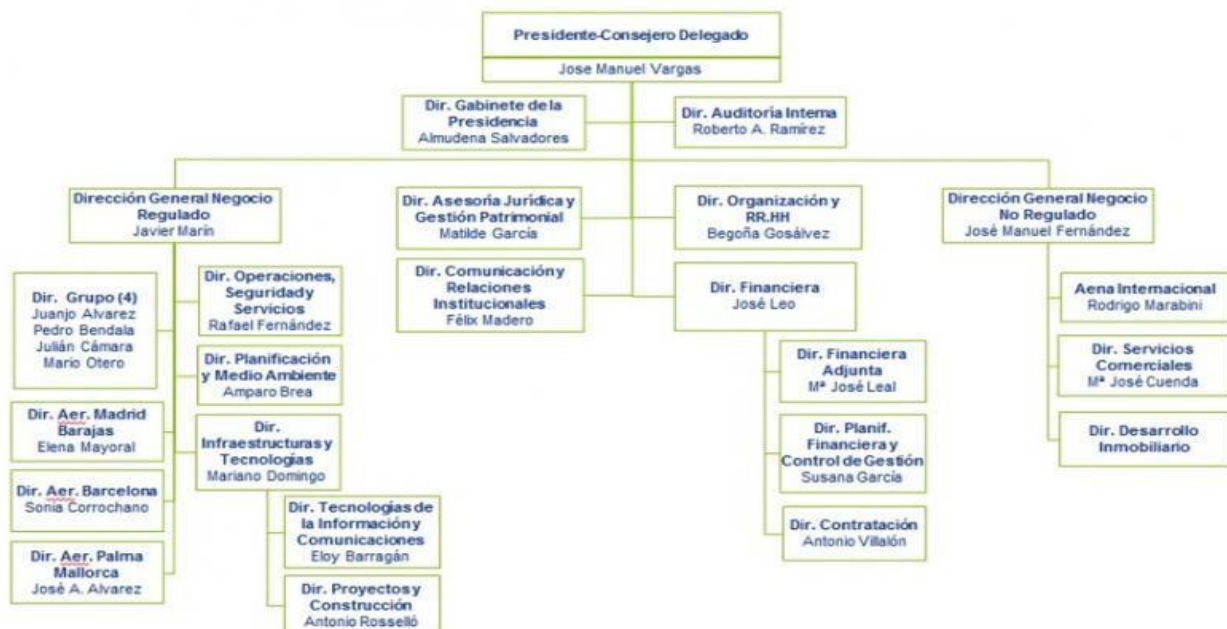 Presidente-Consejero Delegado
Jose Manuel Vargas
Dir. Gabinete de la
Presidencia
Almudena Salvadores
Dir. Auditoría Interna
Roberto A. Ramírez
Dirección General Negocio
Regulado
Javier Marín
Dir. Asesoría Jurídica y
Gestión Patrimonial
Matilde García
Dir. Organización y
RR.HH
Begoña Gosálvez
Dirección General Negocio
No Regulado
José Manuel Fernández
Dir. Grupo (4)
Juanjo Alvarez
Pedro Bendala
Julián Cámara
Mario Otero
Dir. Operaciones,
Seguridad y
Servicios
Rafael Fernández
Dir. Comunicación y
Relaciones
Institucionales
Félix Madero
Dir. Financiera
José Leo
Aena Internacional
Rodrigo Marabini
Dir. Planificación
y Medio Ambiente
Amparo Brea
Dir. Financiera
Adjunta
Mª José Leal
Dir. Servicios
Comerciales
Mª José Cuenda
Dir. Aer. Madrid
Barajas
Elena Mayoral
Dir.
Infraestructuras y
Tecnologías
Mariano Domingo
Dir. Planif.
Financiera y
Control de Gestión
Susana García
Dir. Desarrollo
Inmobiliario
Dir. Aer. Barcelona
Sonia Corrochano
Dir. Tecnologías de
la Información y
Comunicaciones
Eloy Barragán
Dir. Contratación
Antonio Villalón
Dir. Aer. Palma
Mallorca
José A. Alvarez
Dir. Proyectos y
Construcción
Antonio Rosselló